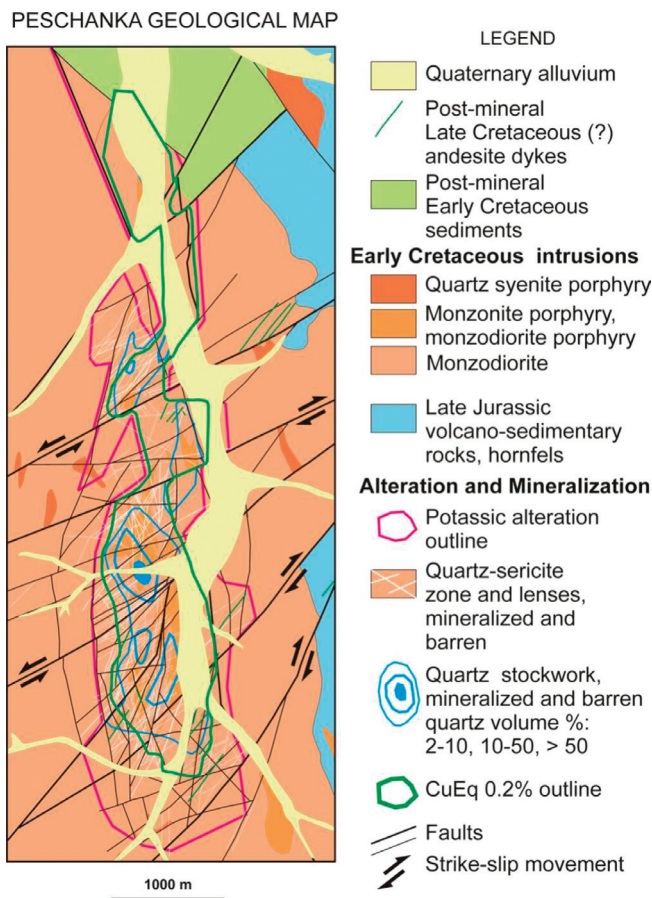 PESCHANKA GEOLOGICAL MAP
LEGEND
Quaternary alluvium
Post-mineral
Late Cretaceous (?)
andesite dykes
Post-mineral
Early Cretaceous
sediments
Early Cretaceous intrusions
Quartz syenite porphyry
Monzonite porphyry,
monzodiorite porphyry
Monzodiorite
Late Jurassic
volcano-sedimentary
rocks, hornfels
Alteration and Mineralization
Potassic alteration
outline
Quartz-sericite
zone and lenses,
mineralized and
barren
Quartz stockwork,
mineralized and barren
quartz volume %:
2-10, 10-50, > 50
CuEq 0.2% outline
Faults
Strike-slip movement
1000 m